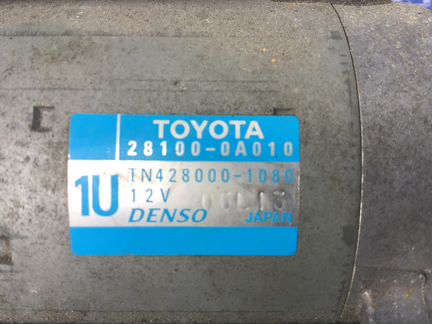 TOYOTA
28100-0A010
1U
TN428000-1080
12V
DENSO JAPAN